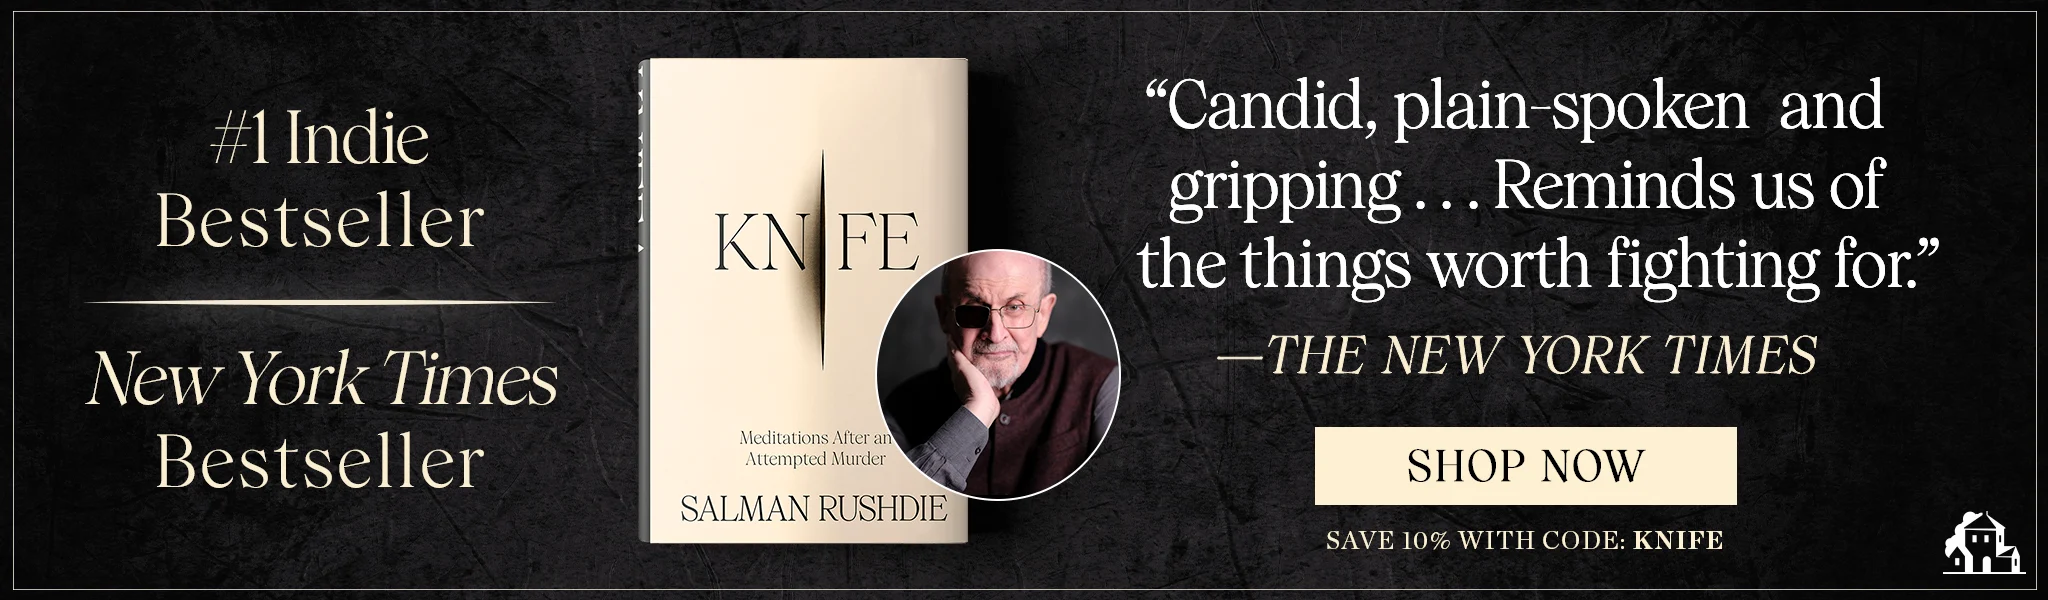 #1 Indie
Bestseller
New York Times
Bestseller
KNIFE
Meditations After an
Attempted Murder
SALMAN RUSHDIE
“Candid, plain-spoken and
gripping . . . Reminds us of
the things worth fighting for.”
—THE NEW YORK TIMES
SHOP NOW
SAVE 10% WITH CODE: KNIFE